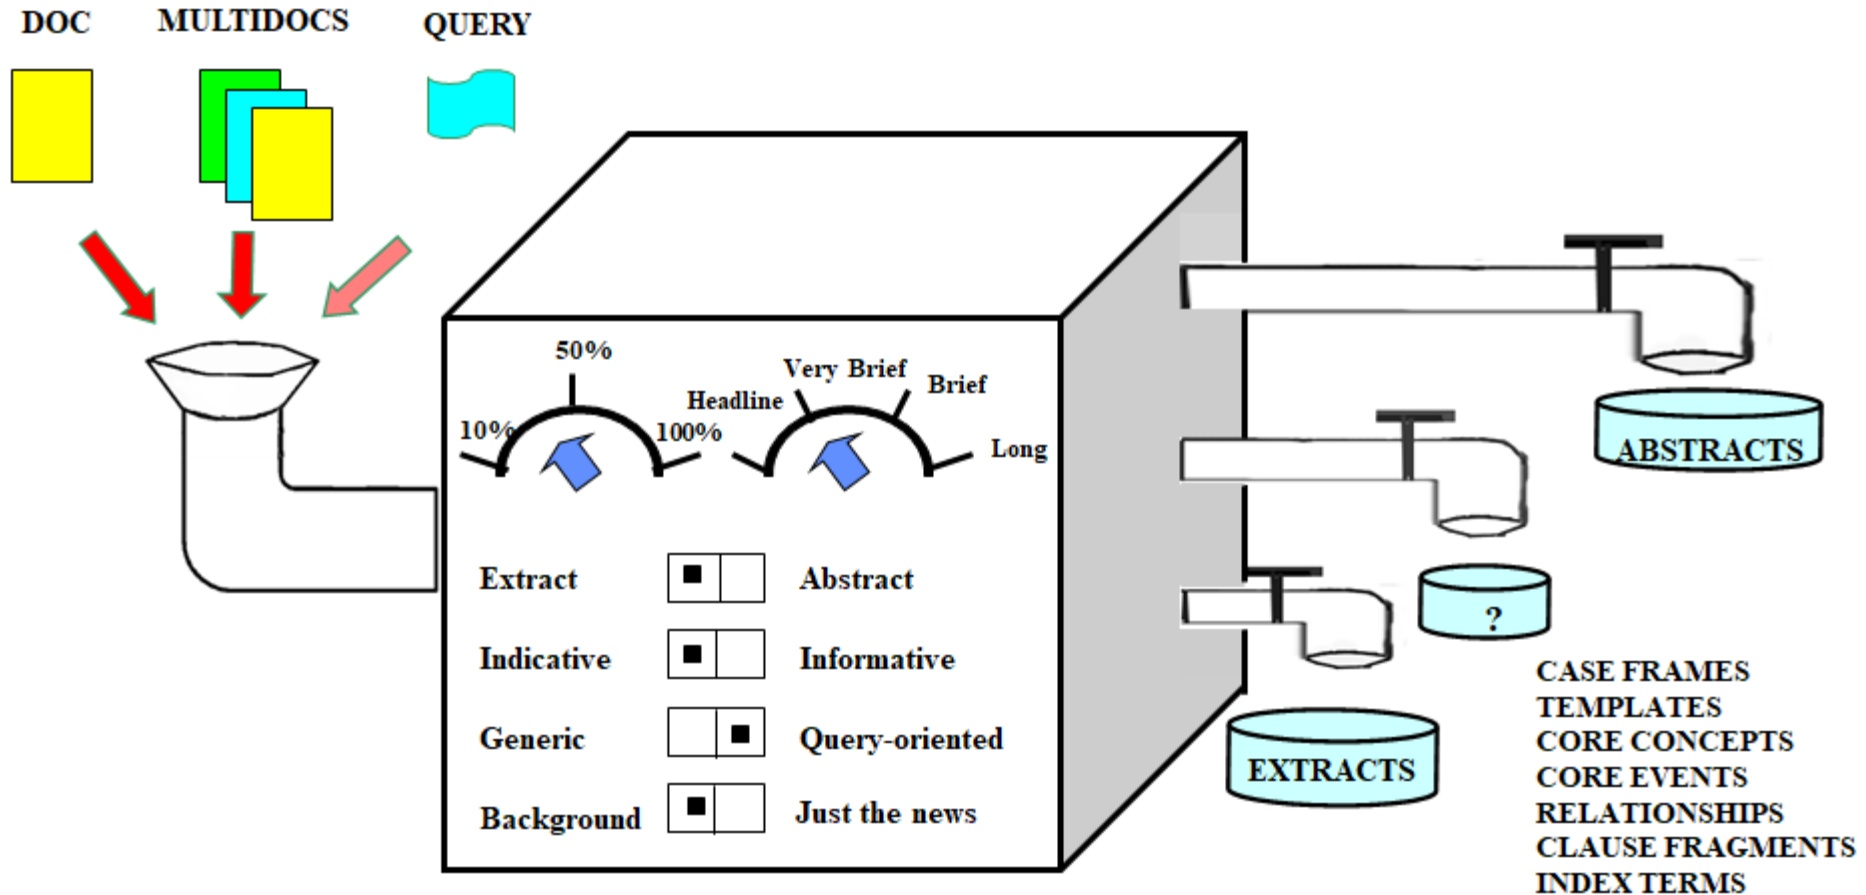 DOC
MULTIDOCS
QUERY
50%
10%
100%
Headline
Very Brief
Brief
Long
Extract
Abstract
Indicative
Informative
Generic
Query-oriented
Background
Just the news
ABSTRACTS
?
EXTRACTS
CASE FRAMES
TEMPLATES
CORE CONCEPTS
CORE EVENTS
RELATIONSHIPS
CLAUSE FRAGMENTS
INDEX TERMS